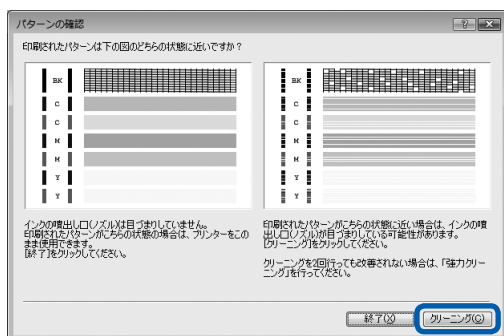 パターンの確認
印刷されたパターンは下の図のどちらの状態に近いですか？
BK
C
C
M
M
Y
Y
インクの噴出し口(ノズル)は目づまりしていません。
印刷されたパターンがこちらの状態の場合は、プリンターをこの
まま使用できます。
[終了]をクリックしてください。
BK
C
C
M
M
Y
Y
印刷されたパターンがこちらの状態に近い場合は、インクの噴
出し口(ノズル)が目づまりしている可能性があります。
[クリーニング]をクリックしてください。
クリーニングを2回行っても改善されない場合は、「強力クリー
ニング」を行ってください。
終了(X)
クリーニング(C)